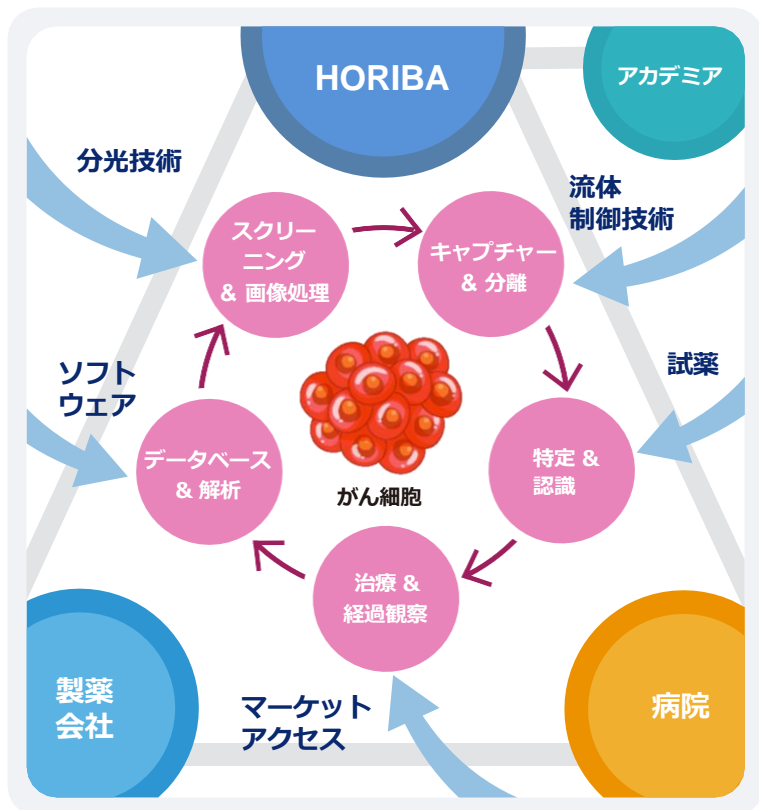 HORIBA
アカデミア
分光技術
流体
制御技術
スクリー
ニング
& 画像処理
キャプチャー
& 分離
ソフト
ウェア
試薬
データベース
& 解析
特定 &
認識
がん細胞
治療 &
経過観察
製薬
会社
マーケット
アクセス
病院